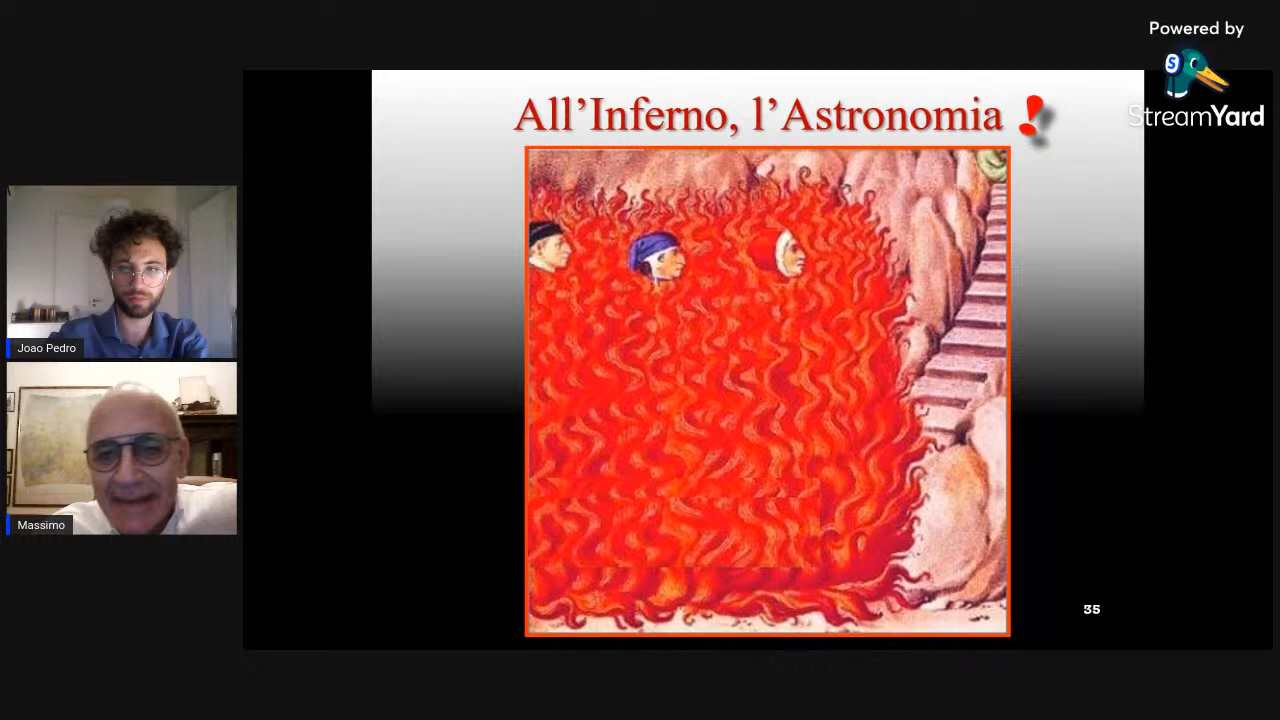 Powered by
StreamYard
All'Inferno, l'Astronomia !
Joao Pedro
Massimo
35